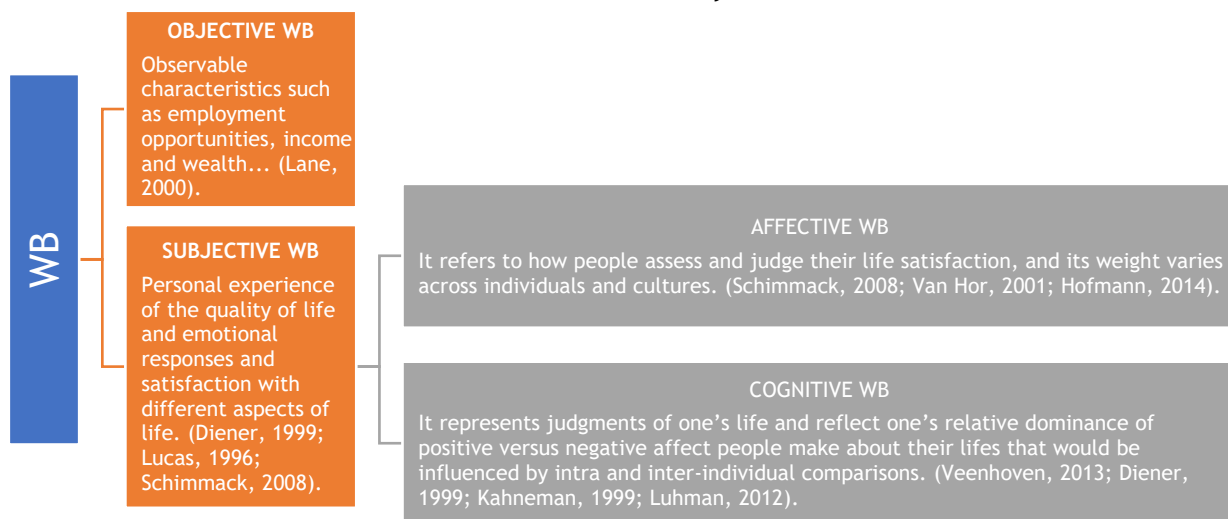 WB
OBJECTIVE WB
Observable
characteristics such
as employment
opportunities, income
and wealth... (Lane,
2000).
SUBJECTIVE WB
Personal experience
of the quality of life
and emotional
responses and
satisfaction with
different aspects of
life. (Diener, 1999;
Lucas, 1996;
Schimmack, 2008).
AFFECTIVE WB
It refers to how people assess and judge their life satisfaction, and its weight varies
across individuals and cultures. (Schimmack, 2008; Van Hor, 2001; Hofmann, 2014).
COGNITIVE WB
It represents judgments of one’s life and reflect one’s relative dominance of
positive versus negative affect people make about their lifes that would be
influenced by intra and inter-individual comparisons. (Veenhoven, 2013; Diener,
1999; Kahneman, 1999; Luhman, 2012).